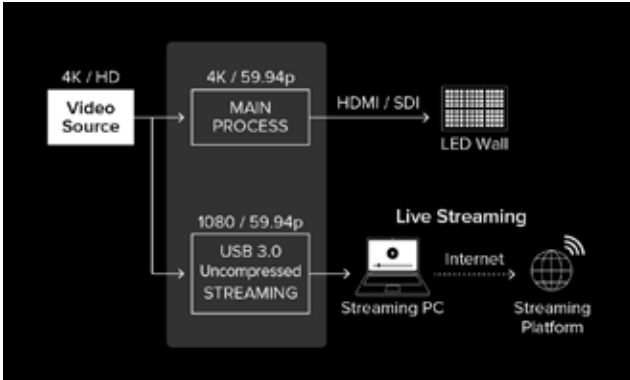 4K / HD
Video
Source
4K / 59.94p
MAIN
PROCESS
HDMI / SDI
LED Wall
1080 / 59.94p
USB 3.0
Uncompressed
STREAMING
Live Streaming
Streaming PC
Internet
Streaming
Platform